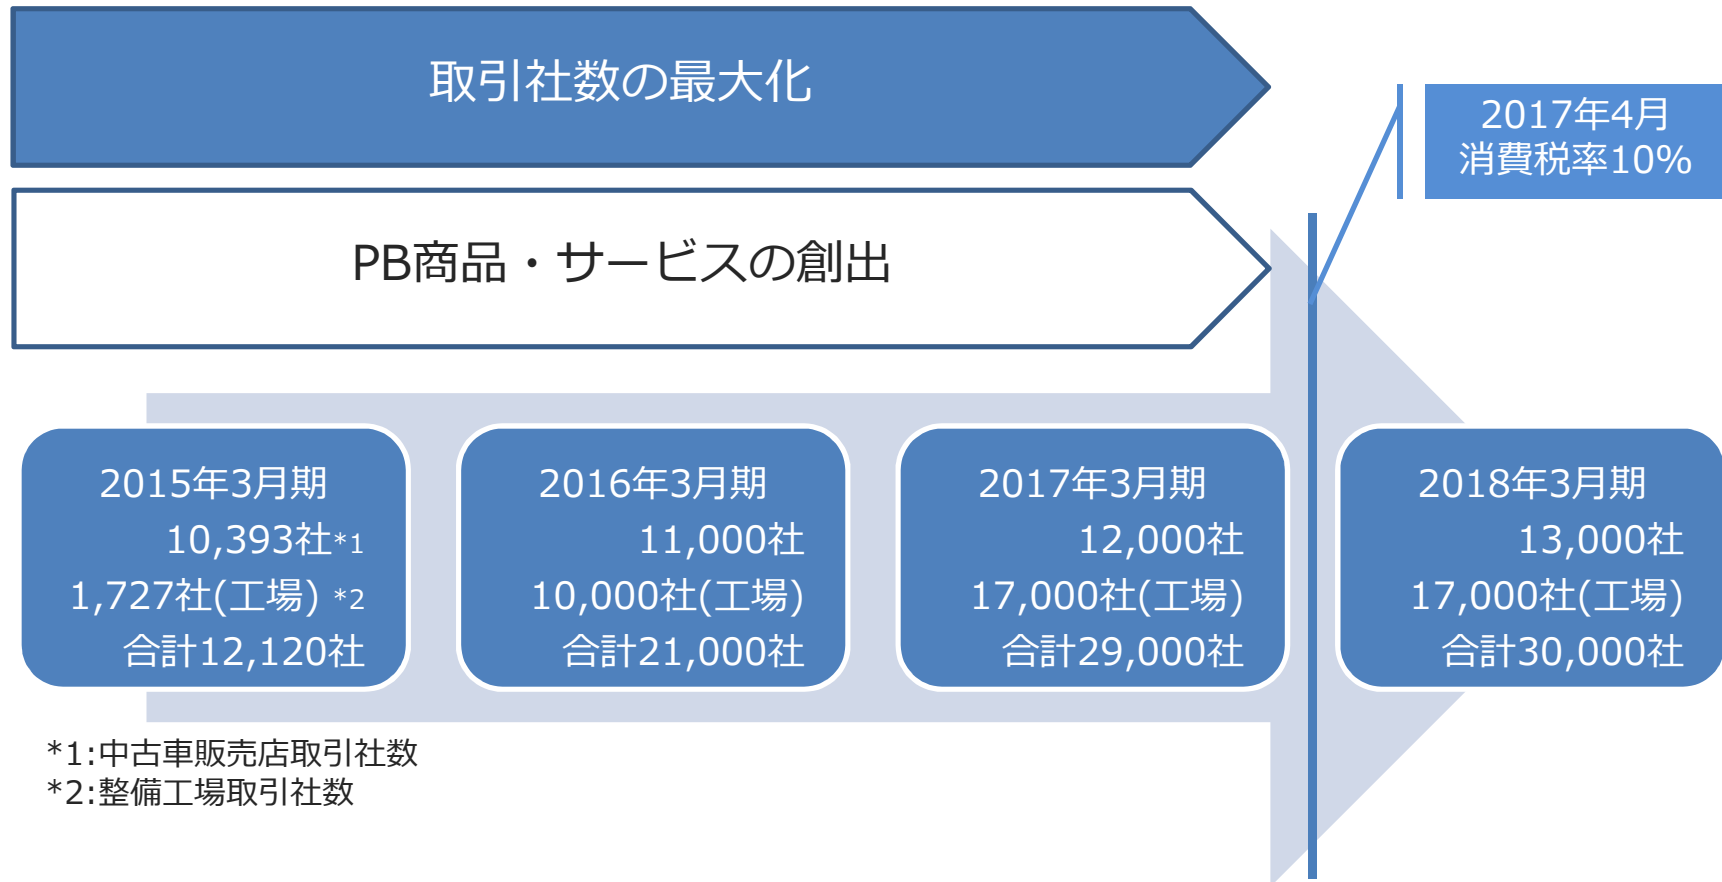 取引社数の最大化
2017年4月
消費税率10%
PB商品・サービスの創出
2015年3月期
10,393社*1
1,727社(工場) *2
合計12,120社
2016年3月期
11,000社
10,000社(工場)
合計21,000社
2017年3月期
12,000社
17,000社(工場)
合計29,000社
2018年3月期
13,000社
17,000社(工場)
合計30,000社
*1:中古車販売店取引社数
*2:整備工場取引社数